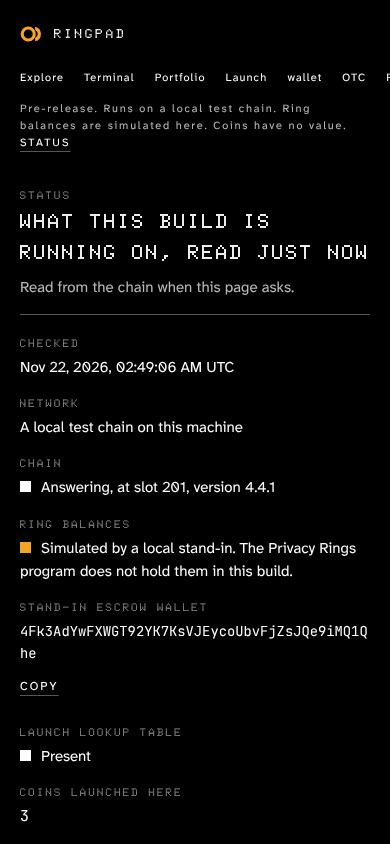 RINGPAD
Explore Terminal Portfolio Launch wallet OTC
Pre-release. Runs on a local test chain. Ring
balances are simulated here. Coins have no value.
STATUS
STATUS
WHAT THIS BUILD IS
RUNNING ON, READ JUST NOW
Read from the chain when this page asks.
CHECKED
Nov 22, 2026, 02:49:06 AM UTC
NETWORK
A local test chain on this machine
CHAIN
Answering, at slot 201, version 4.4.1
RING BALANCES
Simulated by a local stand-in. The Privacy Rings
program does not hold them in this build.
STAND-IN ESCROW WALLET
4Fk3AdYwFXWGT92YK7KsVJEycoUbvFjZsJQe9iMQ1Q
he
COPY
LAUNCH LOOKUP TABLE
Present
COINS LAUNCHED HERE
3